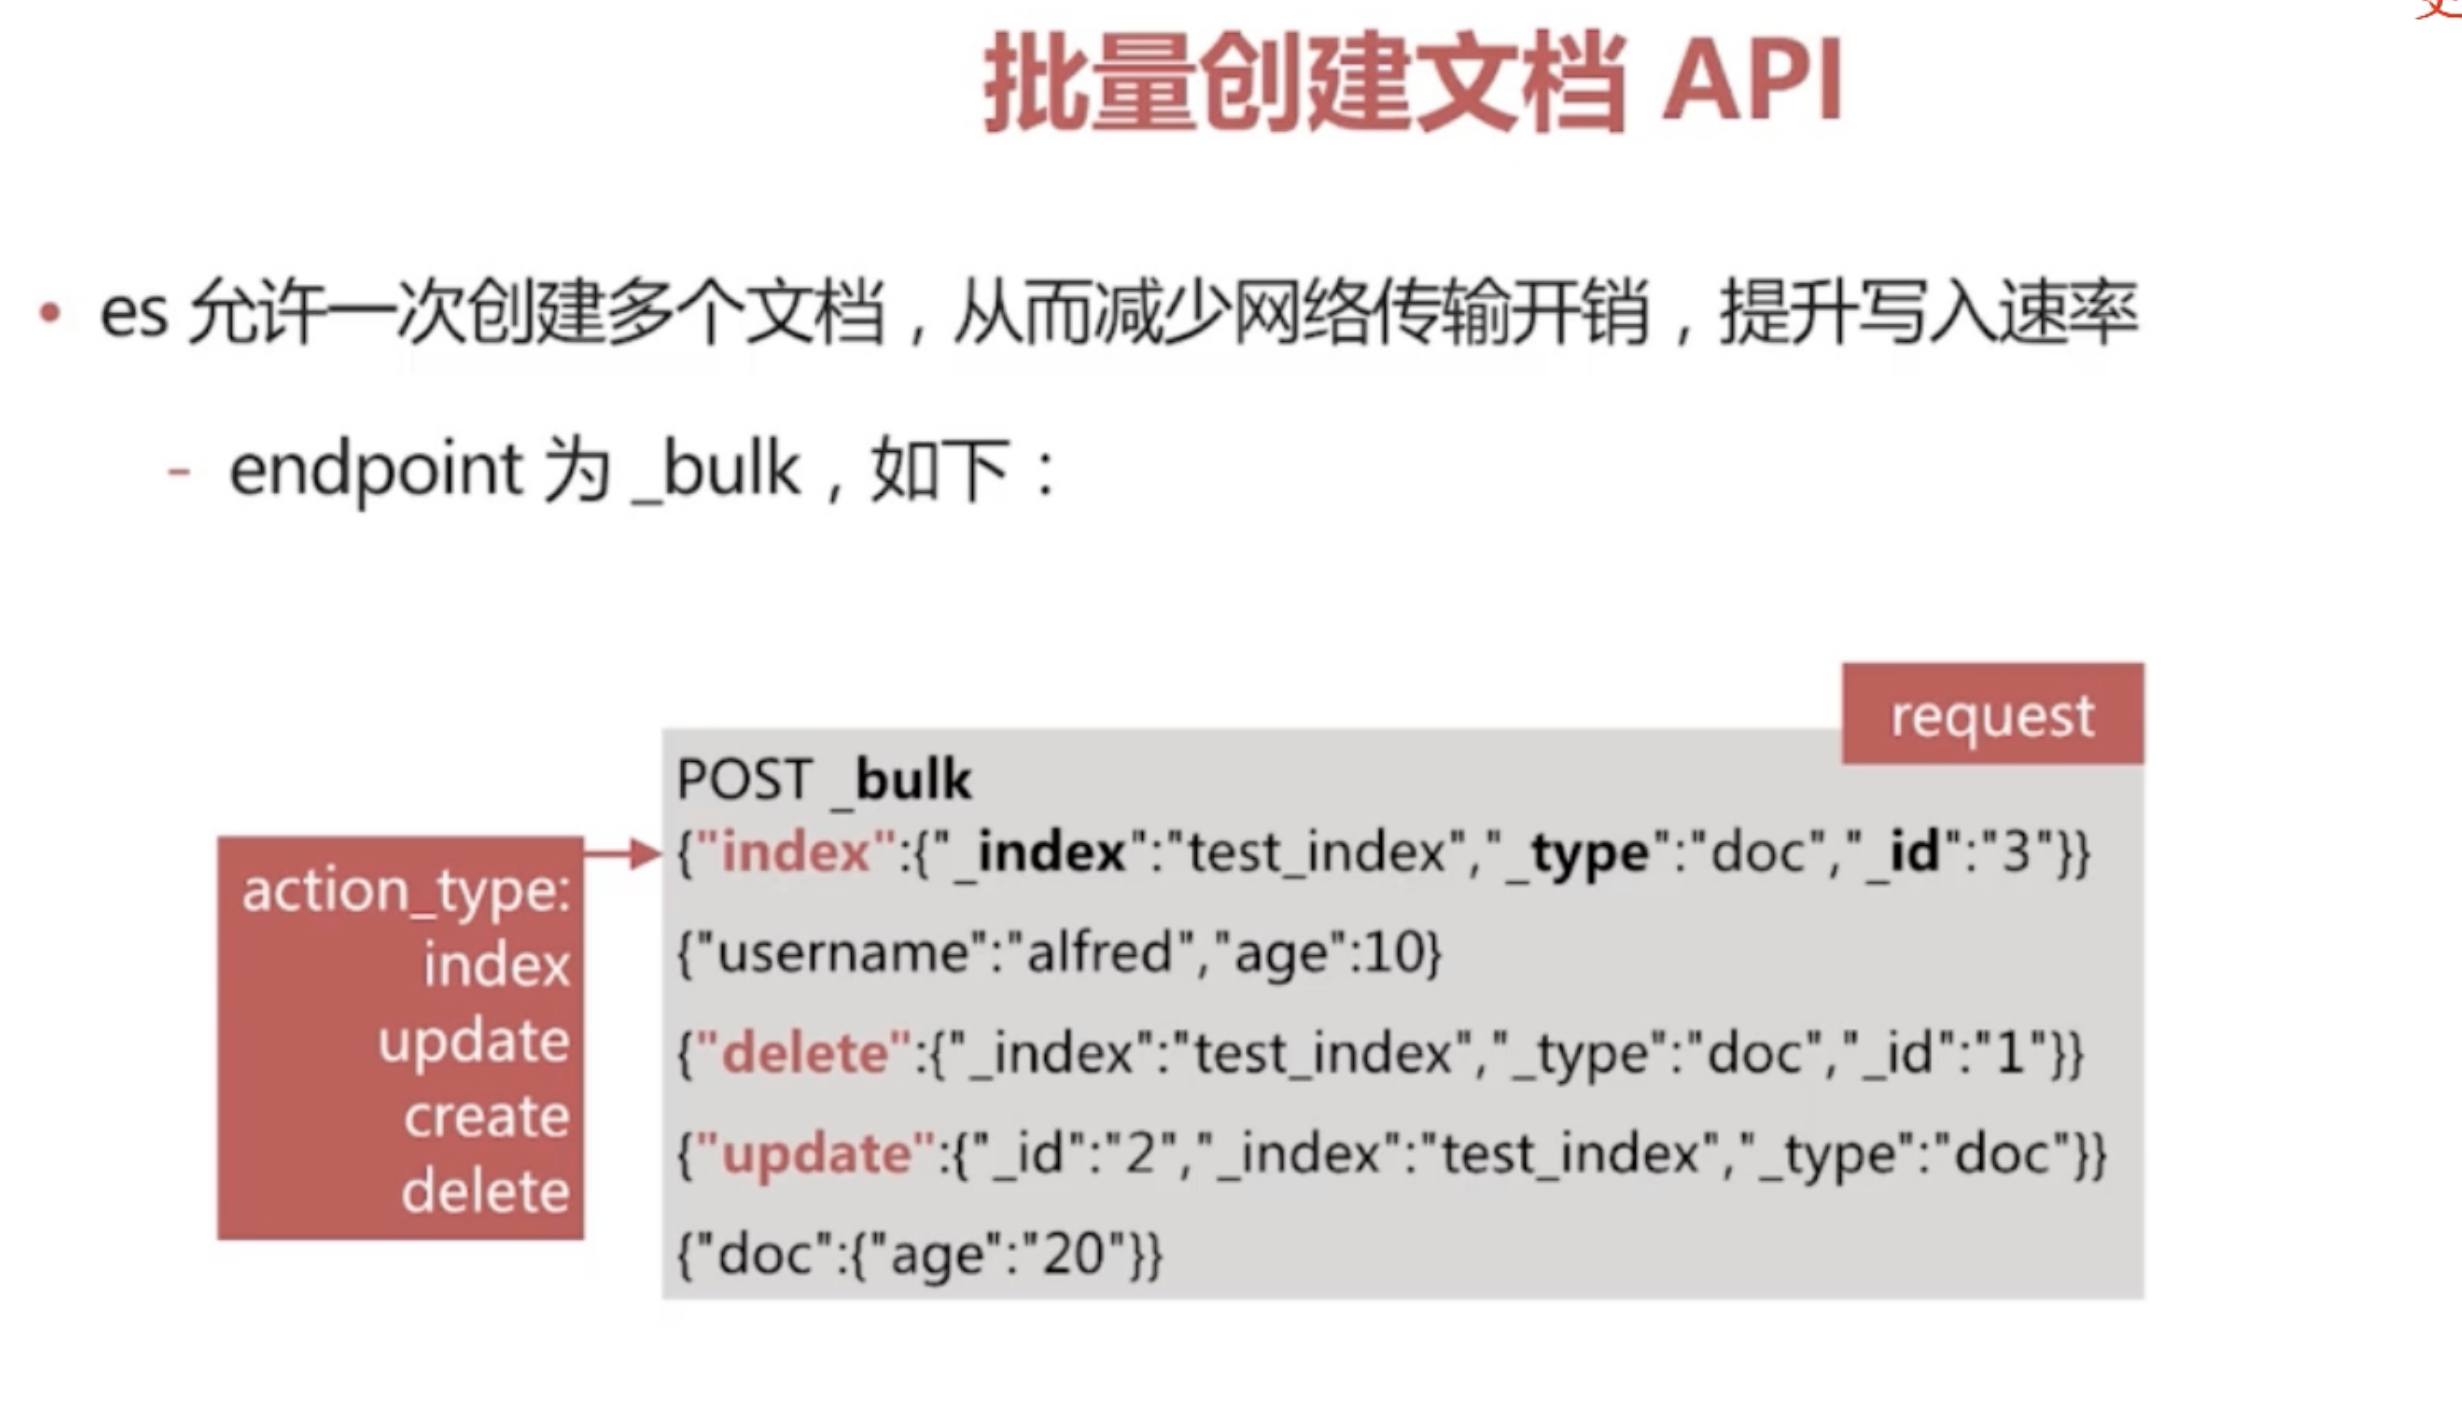 批量创建文档 API
• es 允许一次创建多个文档，从而减少网络传输开销，提升写入速率
- endpoint 为 _bulk，如下：
request
POST _bulk
action_type:
index
update
create
delete
{"index":{"_index":"test_index","_type":"doc","_id":"3"}}
{"username":"alfred","age":10}
{"delete":{"_index":"test_index","_type":"doc","_id":"1"}}
{"update":{"_id":"2","_index":"test_index","_type":"doc"}}
{"doc":{"age":"20"}}